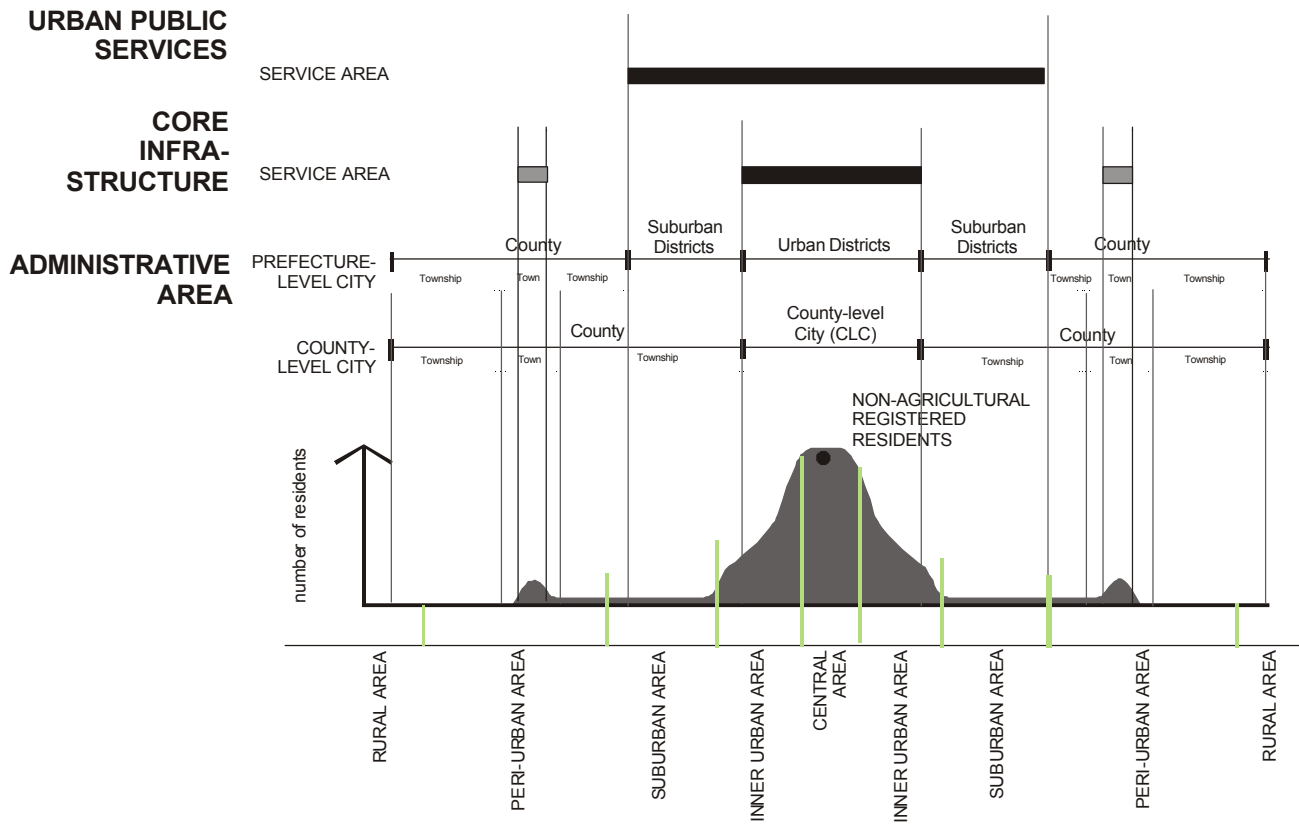 URBAN PUBLIC
SERVICES
SERVICE AREA
CORE
INFRA-
STRUCTURE
SERVICE AREA
ADMINISTRATIVE
AREA
PREFECTURE-
LEVEL CITY
County
Suburban
Districts
Urban Districts
Suburban
Districts
County
Township
Town
Township
Township
Town
Township
COUNTY-
LEVEL CITY
County
County-level
City (CLC)
County
Township
Town
Township
Township
Town
Township
NON-AGRICULTURAL
REGISTERED
RESIDENTS
number of residents
RURAL AREA
PERI-URBAN AREA
SUBURBAN AREA
INNER URBAN AREA
CENTRAL
AREA
INNER URBAN AREA
SUBURBAN AREA
PERI-URBAN AREA
RURAL AREA